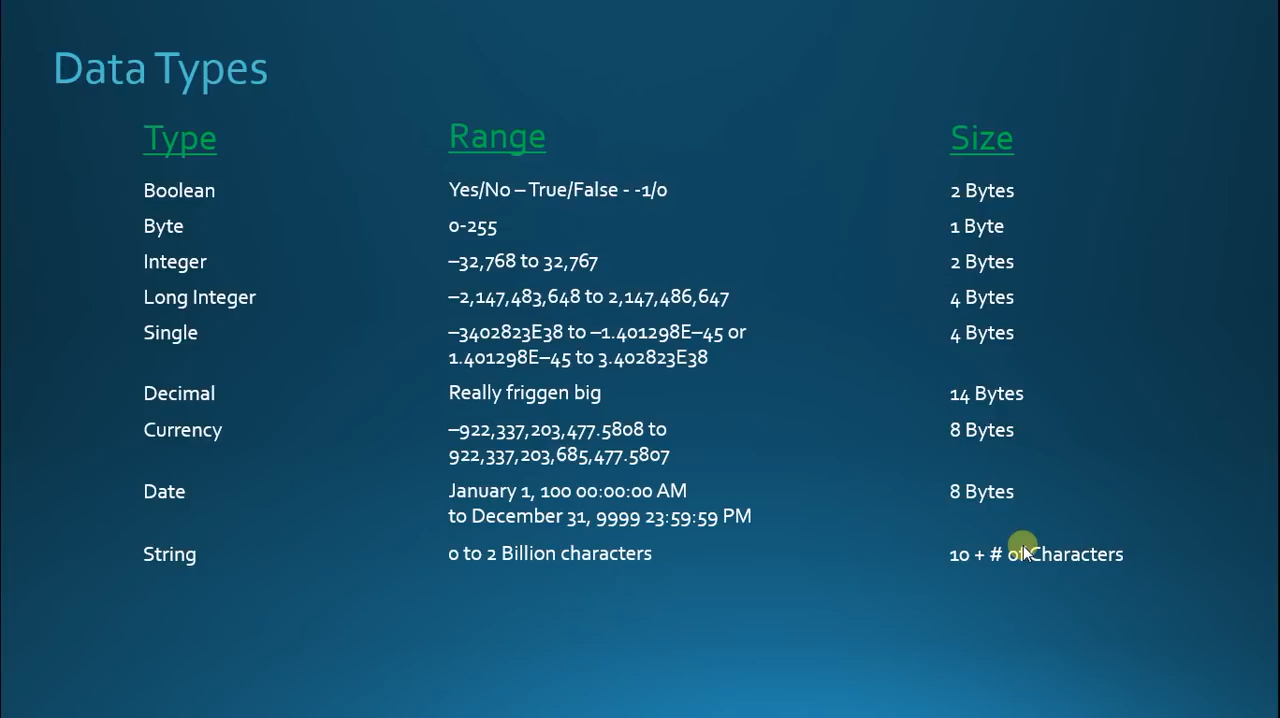 Data Types
Type Range Size
Boolean Yes/No – True/False - -1/0 2 Bytes
Byte 0-255 1 Byte
Integer –32,768 to 32,767 2 Bytes
Long Integer –2,147,483,648 to 2,147,486,647 4 Bytes
Single –3402823E38 to –1.401298E–45 or 4 Bytes
1.401298E–45 to 3.402823E38
Decimal Really friggen big 14 Bytes
Currency –922,337,203,477.5808 to 8 Bytes
922,337,203,685,477.5807
Date January 1, 100 00:00:00 AM 8 Bytes
to December 31, 9999 23:59:59 PM
String 0 to 2 Billion characters 10 + # of Characters